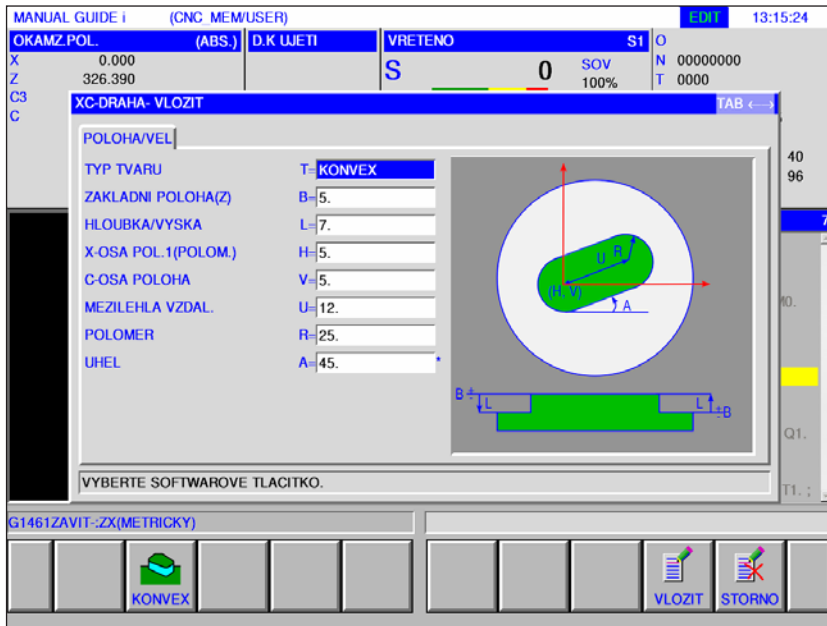 MANUAL GUIDE i (CNC_MEM/USER) EDIT 13:15:24
OKAMZ.POL. (ABS.) D.K UJETI VRETENO S1 O
X 0.000 S 0 SOV N 00000000
Z 326.390 100% T 0000
C3
C
XC-DRAHA- VLOZIT TAB ←→
POLOHA/VEL
TYP TVARU T= KONVEX
ZAKLADNI POLOHA(Z) B= 5.
HLOUBKA/VYSKA L= 7.
X-OSA POL.1(POLOM.) H= 5.
C-OSA POLOHA V= 5.
MEZILEHLA VZDAL. U= 12.
POLOMER R= 25.
UHEL A= 45. *
U R
(H, V) A
B ± L L ±B
40
96
7
M0.
Q1.
T1. ;
VYBERTE SOFTWAROVE TLACITKO.
G1461ZAVIT-:ZX(METRICKY)
KONVEX VLOZIT STORNO